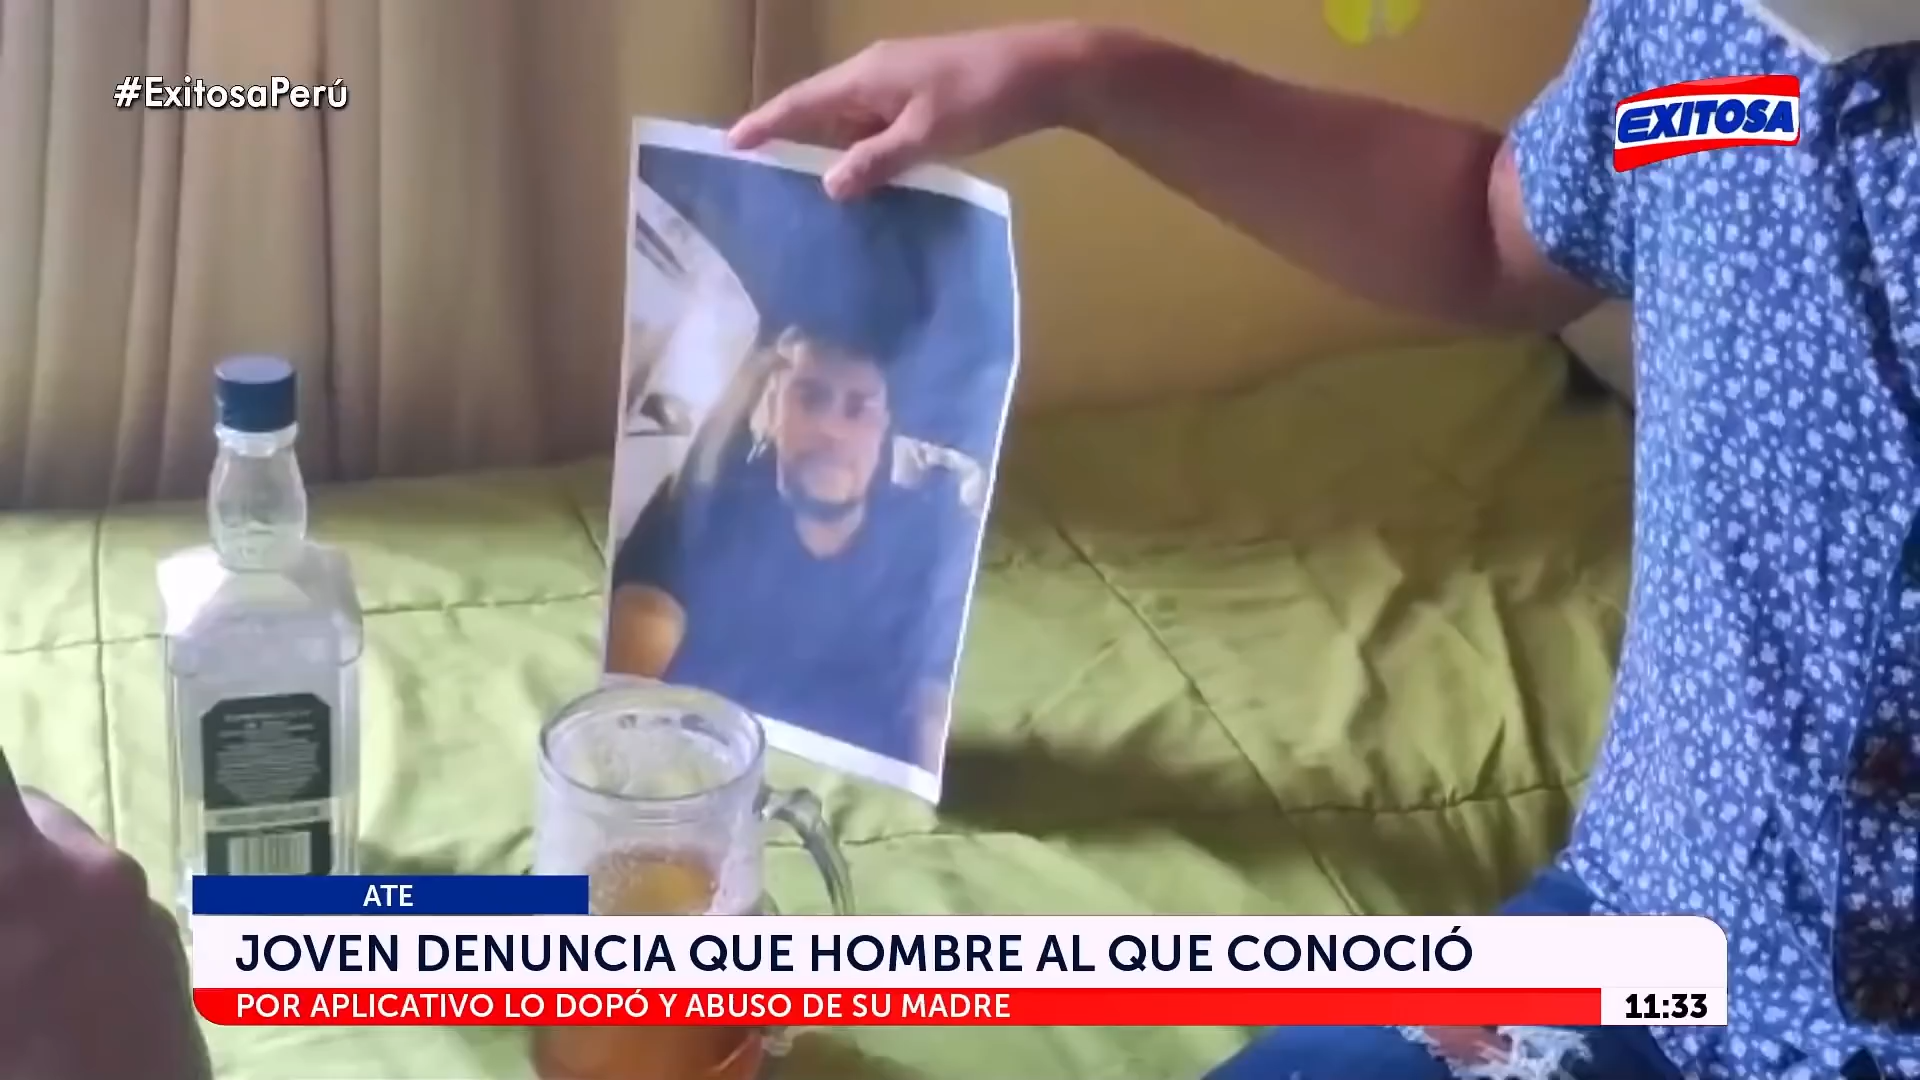 #ExitosaPerú
EXITOSA
ATE
JOVEN DENUNCIA QUE HOMBRE AL QUE CONOCIÓ
POR APLICATIVO LO DOPÓ Y ABUSO DE SU MADRE
11:33